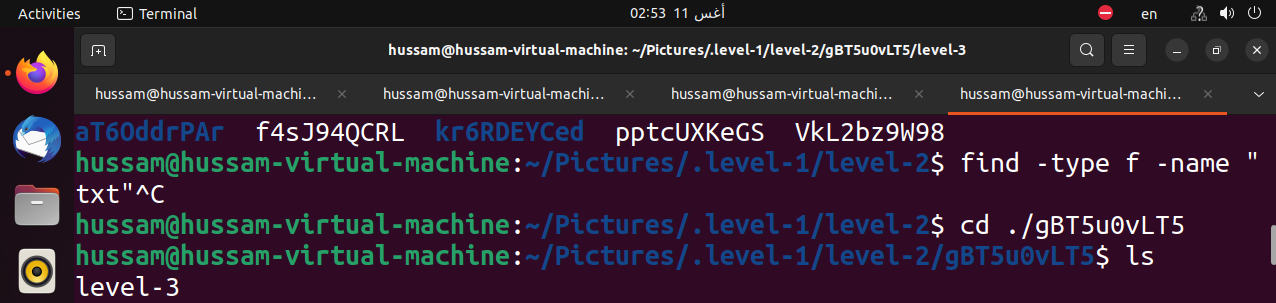 Activities Terminal 02:53 11 أغس en
hussam@hussam-virtual-machine: ~/Pictures/.level-1/level-2/gBT5u0vLT5/level-3
hussam@hussam-virtual-machi... hussam@hussam-virtual-machi... hussam@hussam-virtual-machi... hussam@hussam-virtual-machi...
aT6OddrPAr f4sJ94QCRL kr6RDEYCed pptcUXKeGS VkL2bz9W98
hussam@hussam-virtual-machine:~/Pictures/.level-1/level-2$ find -type f -name "
txt"^C
hussam@hussam-virtual-machine:~/Pictures/.level-1/level-2$ cd ./gBT5u0vLT5
hussam@hussam-virtual-machine:~/Pictures/.level-1/level-2/gBT5u0vLT5$ ls
level-3